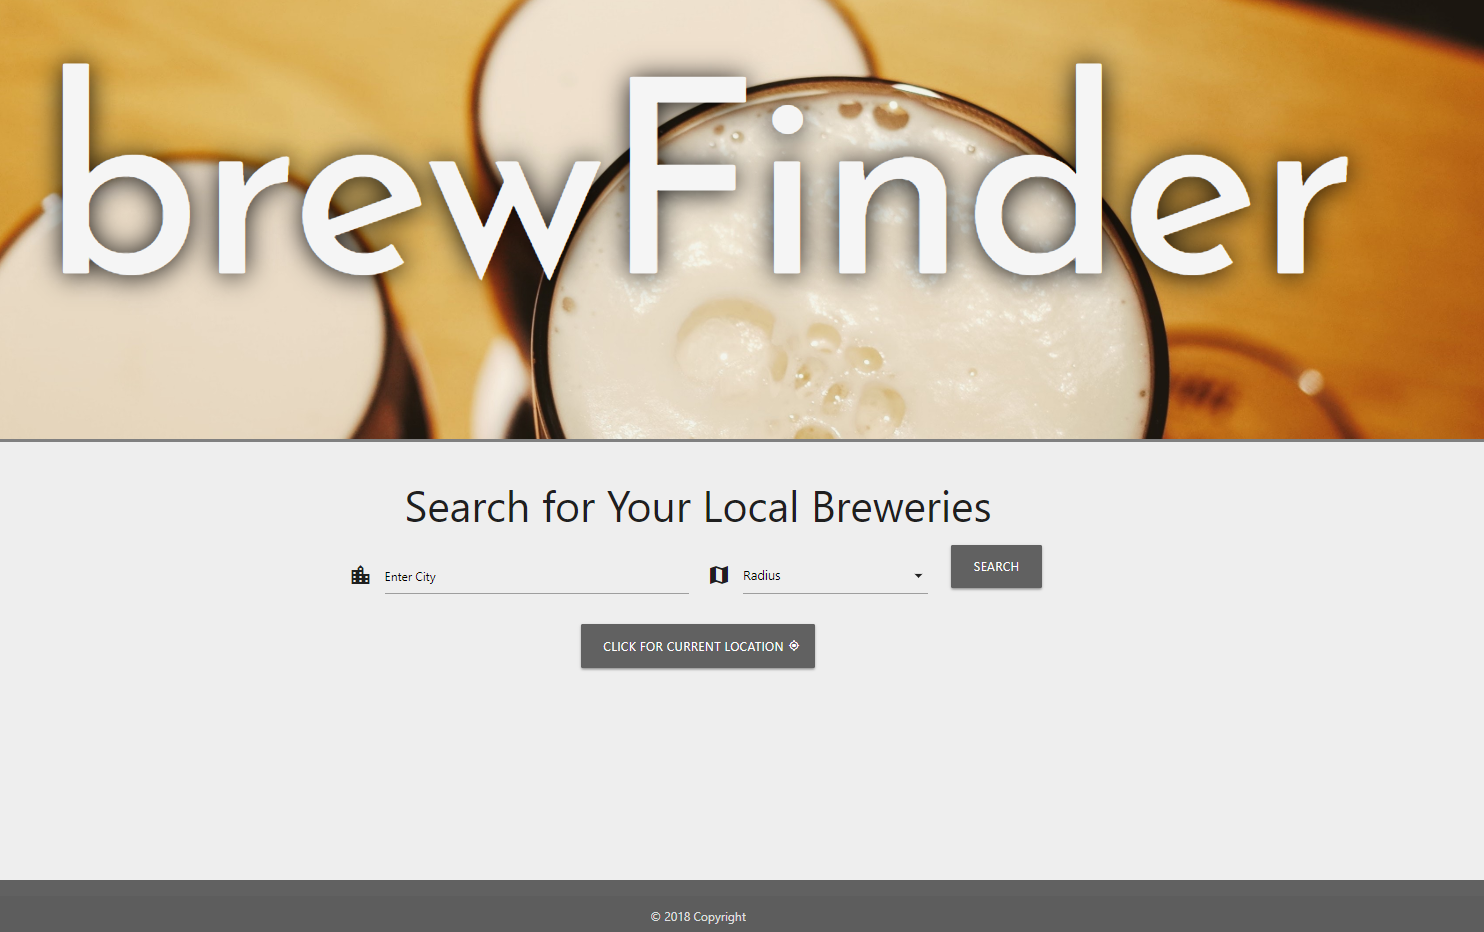 brewFinder
Search for Your Local Breweries
Enter City
Radius
SEARCH
CLICK FOR CURRENT LOCATION
© 2018 Copyright